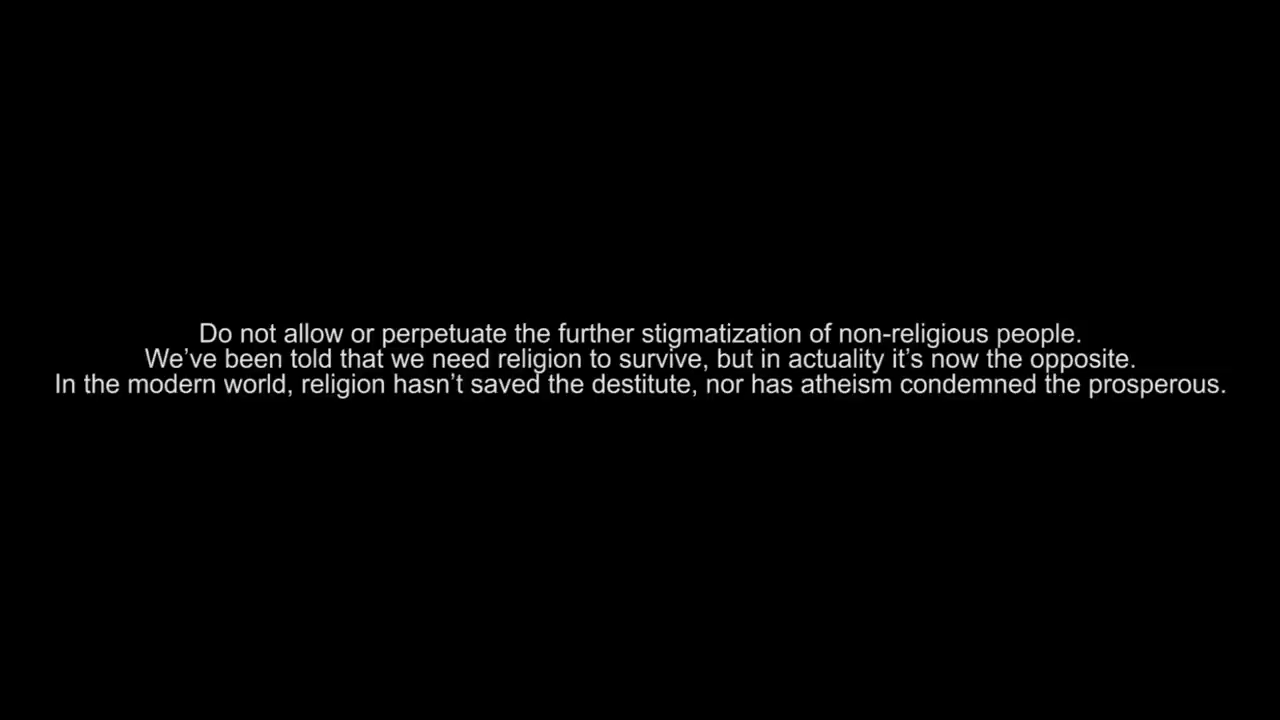 Do not allow or perpetuate the further stigmatization of non-religious people.
We’ve been told that we need religion to survive, but in actuality it’s now the opposite.
In the modern world, religion hasn’t saved the destitute, nor has atheism condemned the prosperous.